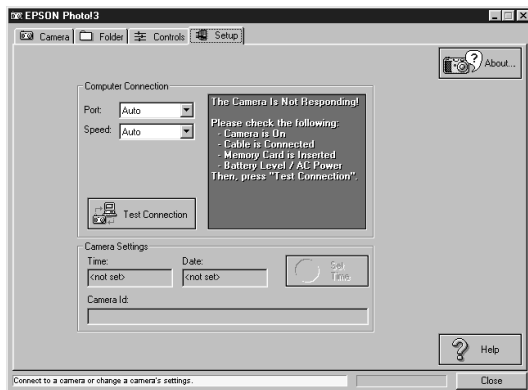 EPSON Photo!3
Camera Folder Controls Setup
About...
Computer Connection
Port: Auto
Speed: Auto
The Camera Is Not Responding!
Please check the following:
- Camera is On
- Cable is Connected
- Memory Card is Inserted
- Battery Level / AC Power
Then, press "Test Connection".
Test Connection
Camera Settings
Time: Date:
<not set> <not set>
Set Time
Camera Id:
Help
Connect to a camera or change a camera's settings.
Close